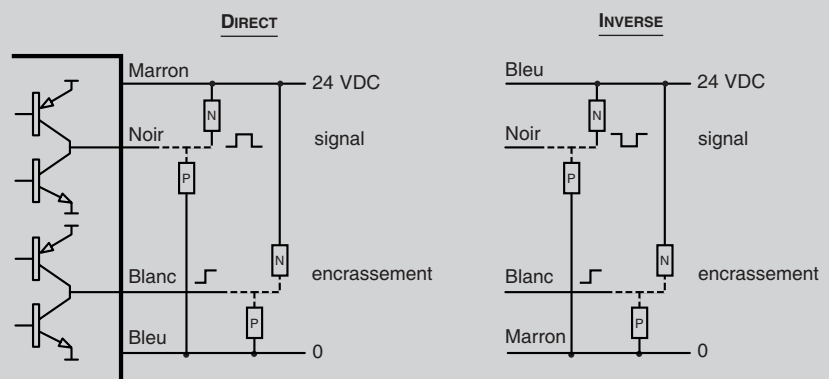 DIRECT
Marron
24 VDC
N
Noir
signal
P
N
Blanc
encrassement
P
Bleu
0
INVERSE
Bleu
24 VDC
N
Noir
signal
P
N
Blanc
encrassement
P
Marron
0